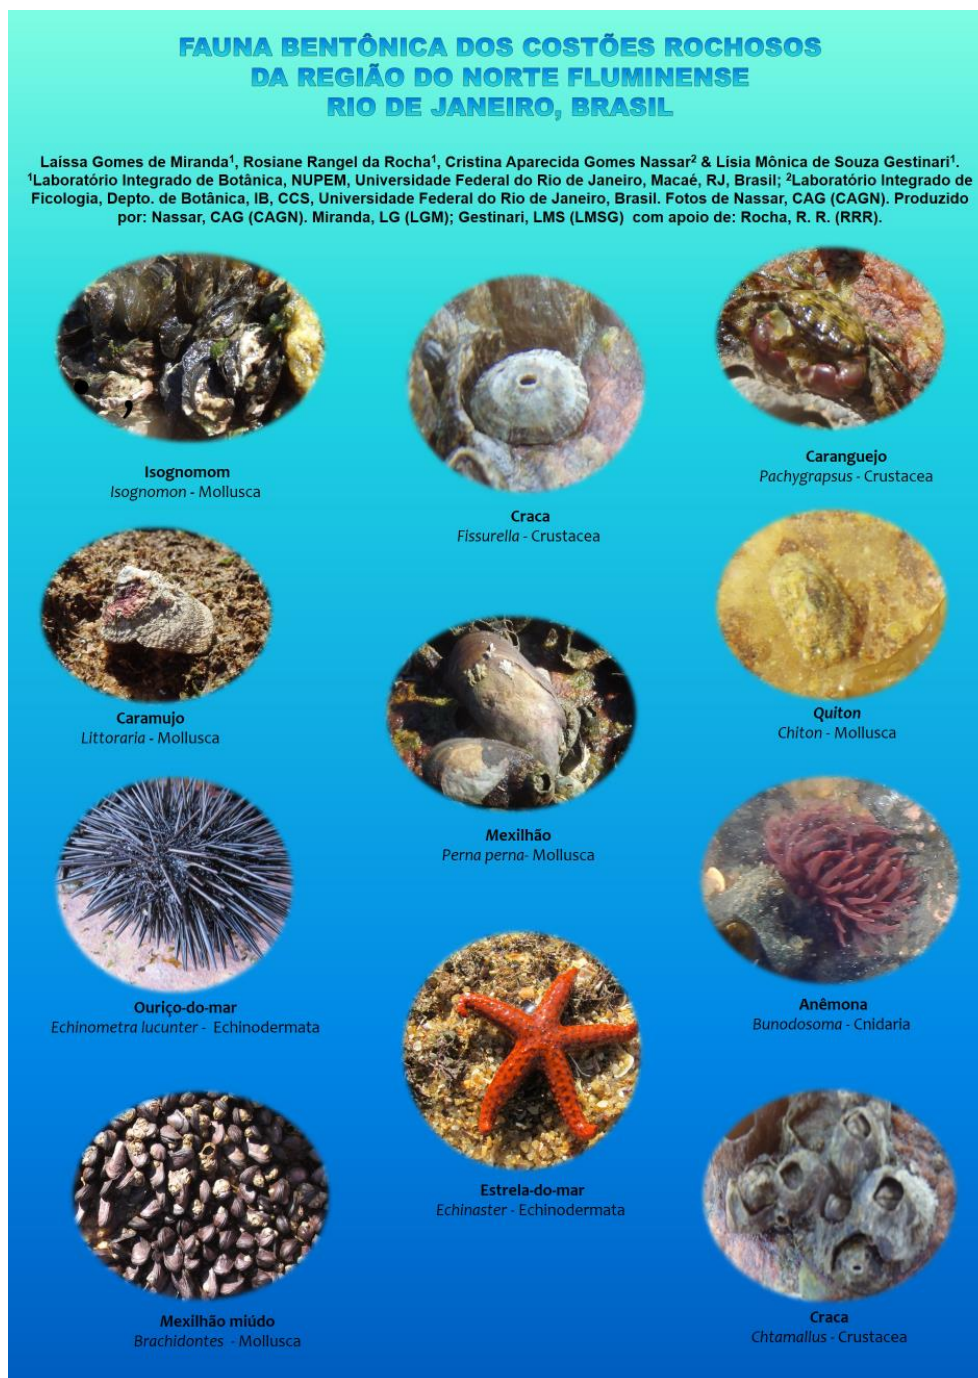 FAUNA BENTÔNICA DOS COSTÕES ROCHOSOS
DA REGIÃO DO NORTE FLUMINENSE
RIO DE JANEIRO, BRASIL
Laíssa Gomes de Miranda¹, Rosiane Rangel da Rocha¹, Cristina Aparecida Gomes Nassar² & Lísia Mônica de Souza Gestinari¹.
¹Laboratório Integrado de Botânica, NUPEM, Universidade Federal do Rio de Janeiro, Macaé, RJ, Brasil; ²Laboratório Integrado de
Ficologia, Depto. de Botânica, IB, CCS, Universidade Federal do Rio de Janeiro, Brasil. Fotos de Nassar, CAG (CAGN). Produzido
por: Nassar, CAG (CAGN). Miranda, LG (LGM); Gestinari, LMS (LMSG) com apoio de: Rocha, R. R. (RRR).
Isognomom
Isognomon - Mollusca
Craca
Fissurella - Crustacea
Caranguejo
Pachygrapsus - Crustacea
Caramujo
Littoraria - Mollusca
Mexilhão
Perna perna- Mollusca
Quiton
Chiton - Mollusca
Ouriço-do-mar
Echinometra lucunter - Echinodermata
Estrela-do-mar
Echinaster - Echinodermata
Anêmona
Bunodosoma - Cnidaria
Mexilhão miúdo
Brachidontes - Mollusca
Craca
Chtamallus - Crustacea